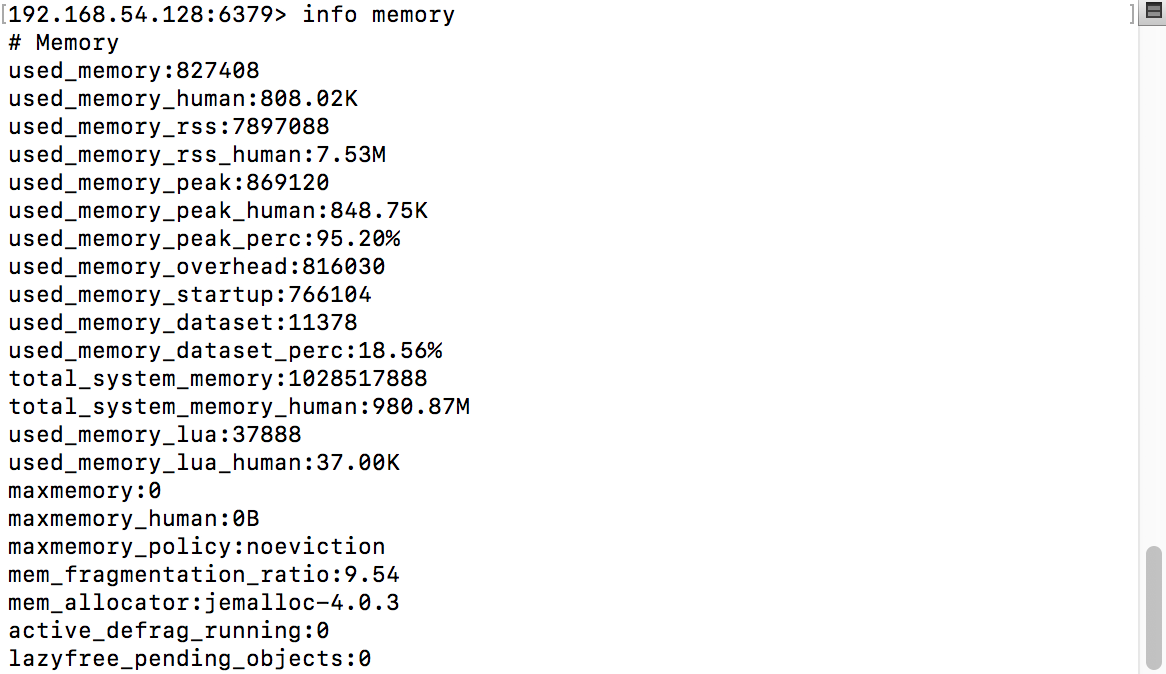 [192.168.54.128:6379> info memory ]
# Memory
used_memory:827408
used_memory_human:808.02K
used_memory_rss:7897088
used_memory_rss_human:7.53M
used_memory_peak:869120
used_memory_peak_human:848.75K
used_memory_peak_perc:95.20%
used_memory_overhead:816030
used_memory_startup:766104
used_memory_dataset:11378
used_memory_dataset_perc:18.56%
total_system_memory:1028517888
total_system_memory_human:980.87M
used_memory_lua:37888
used_memory_lua_human:37.00K
maxmemory:0
maxmemory_human:0B
maxmemory_policy:noeviction
mem_fragmentation_ratio:9.54
mem_allocator:jemalloc-4.0.3
active_defrag_running:0
lazyfree_pending_objects:0